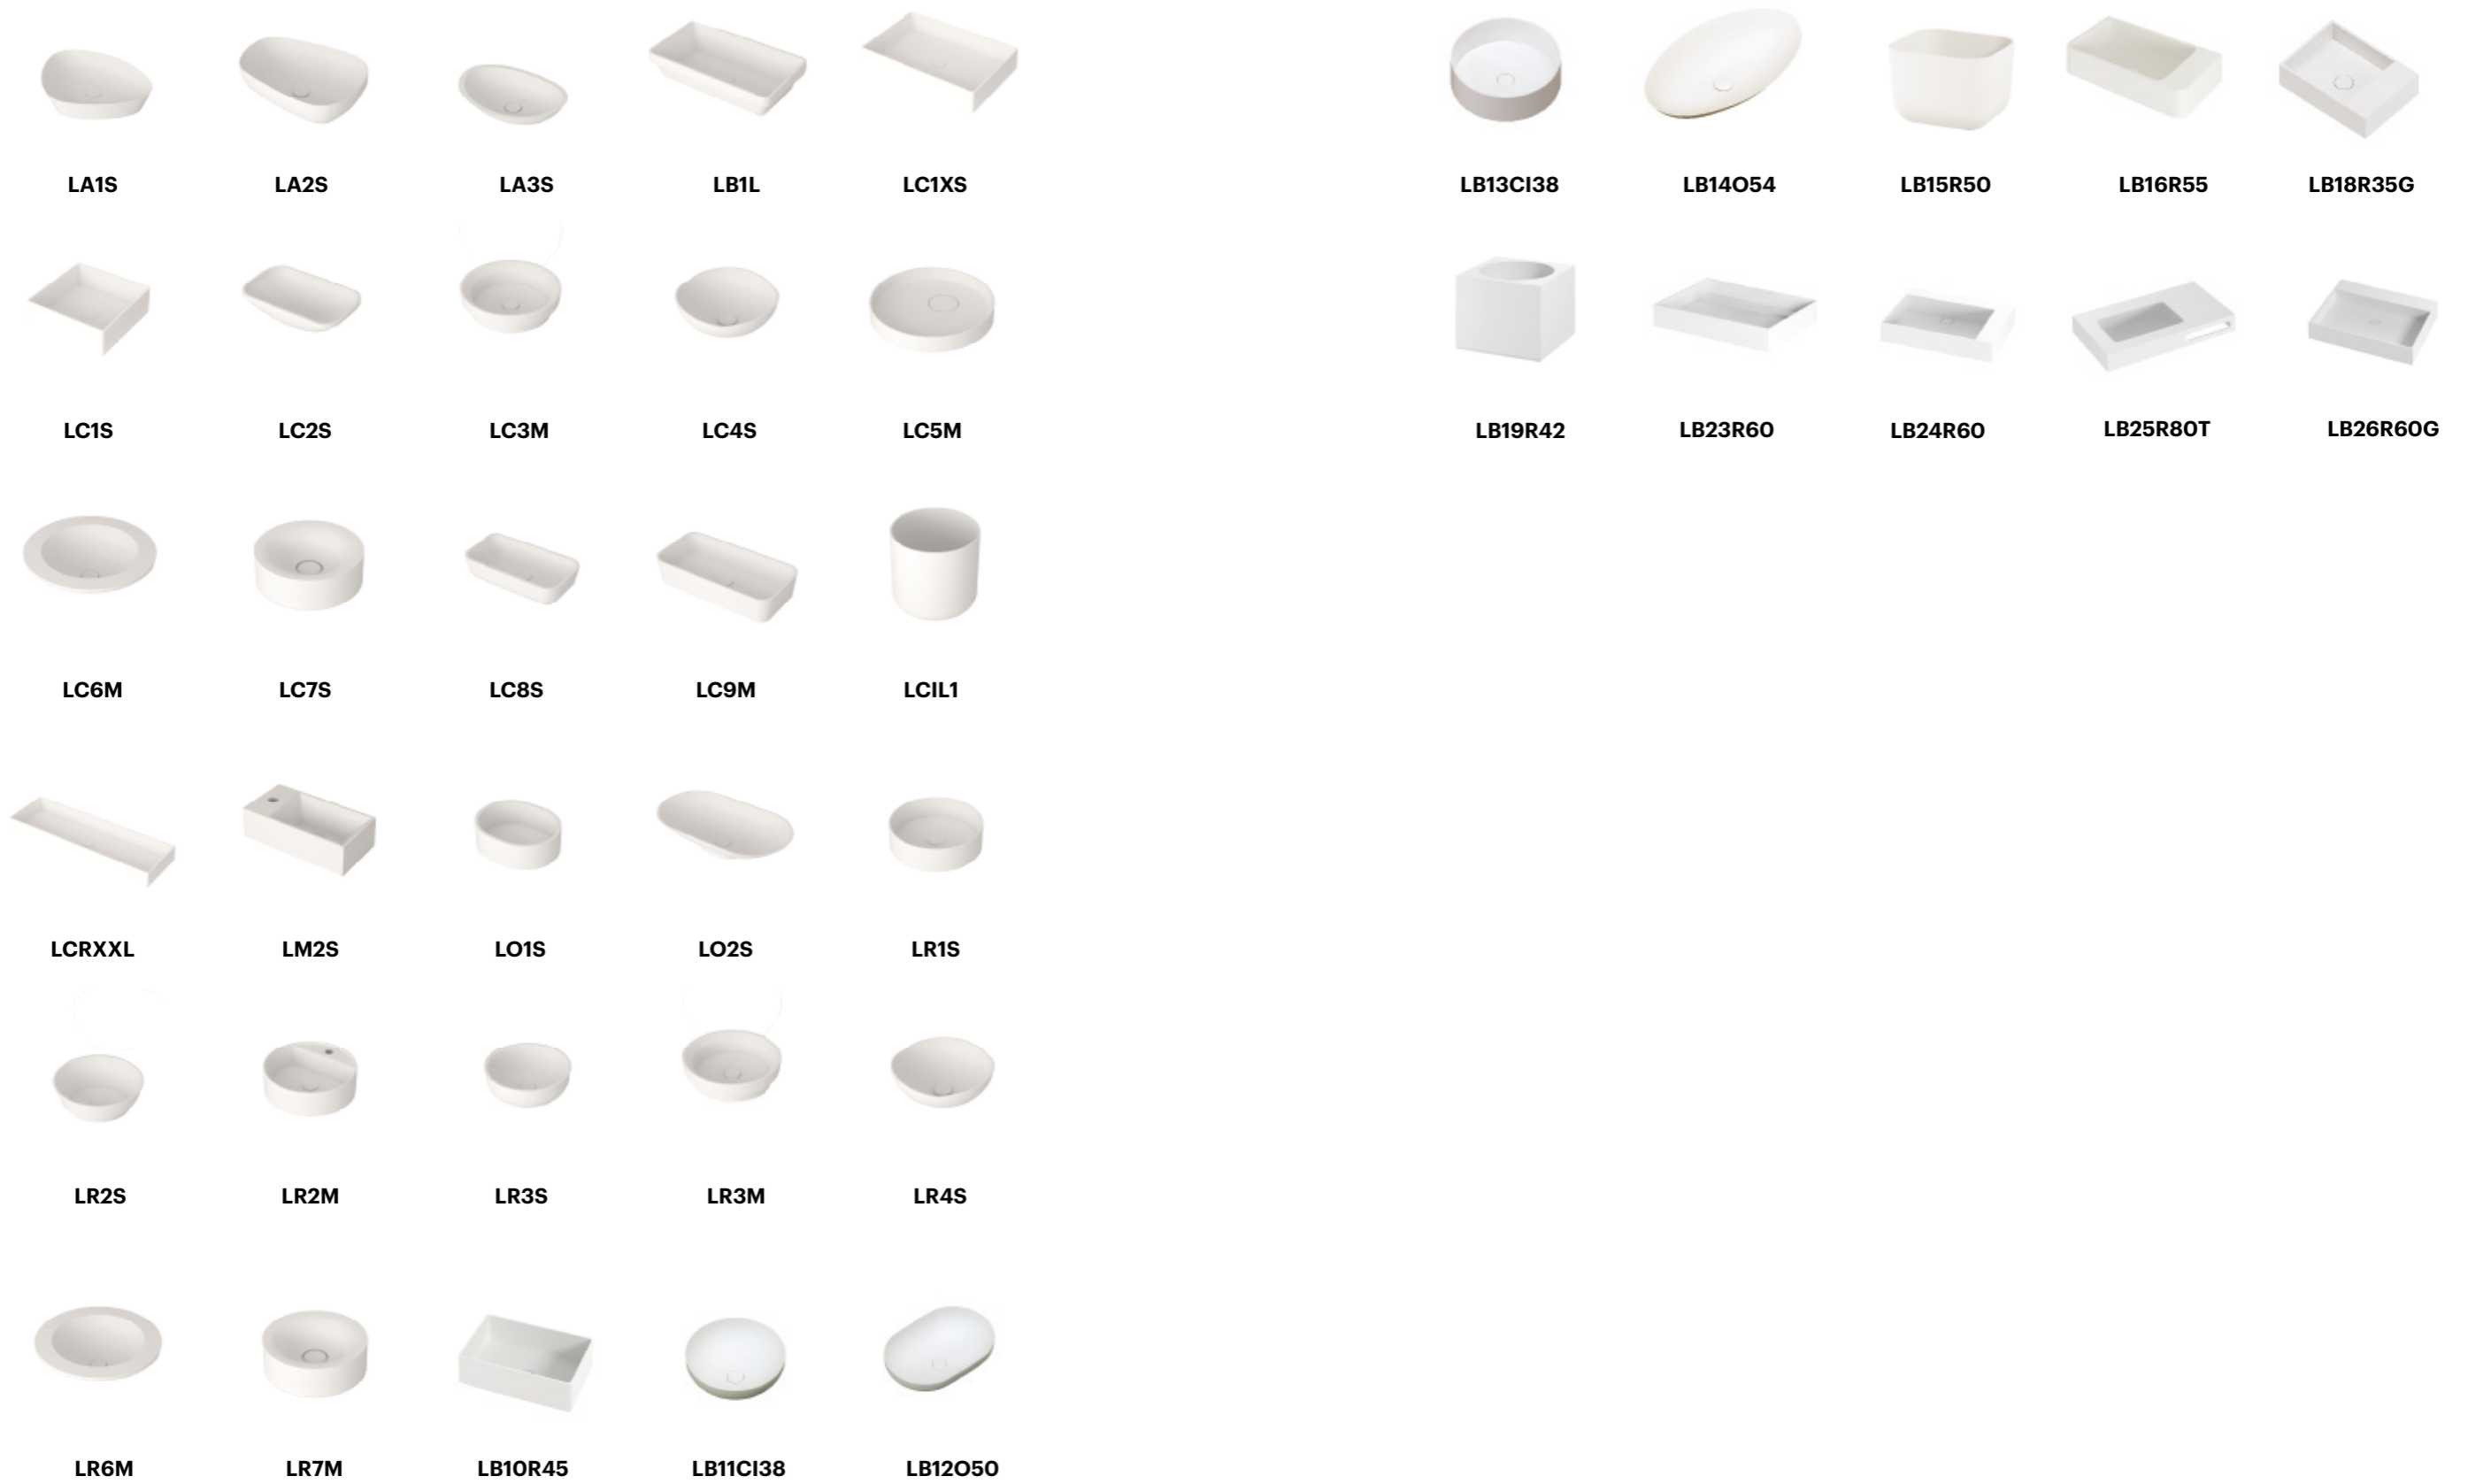 LA1S LA2S LA3S LB1L LC1XS
LC1S LC2S LC3M LC4S LC5M
LC6M LC7S LC8S LC9M LCIL1
LCRXXL LM2S LO1S LO2S LR1S
LR2S LR2M LR3S LR3M LR4S
LR6M LR7M LB10R45 LB11CI38 LB12O50
LB13CI38 LB14O54 LB15R50 LB16R55 LB18R35G
LB19R42 LB23R60 LB24R60 LB25R80T LB26R60G